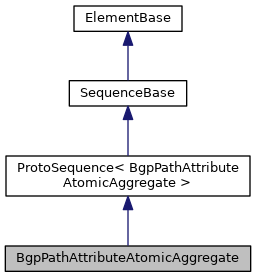 ElementBase
SequenceBase
ProtoSequence< BgpPathAttribute
AtomicAggregate >
BgpPathAttributeAtomicAggregate